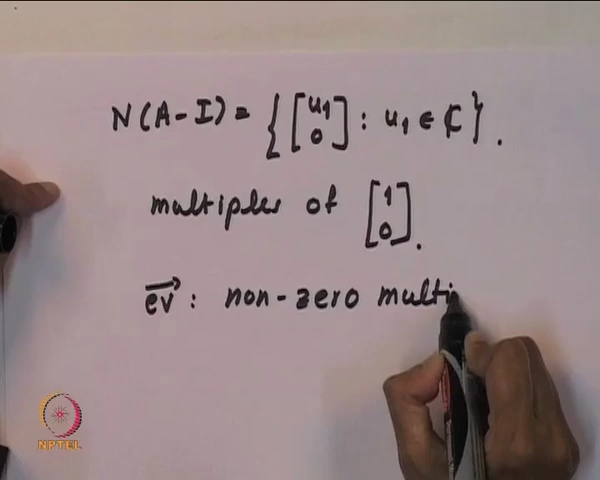 N(A-I) = { [u₁ 0] : u₁ ∈ ℂ }.
multiples of [1 0].
ev⃗ : non-zero multi
NPTEL